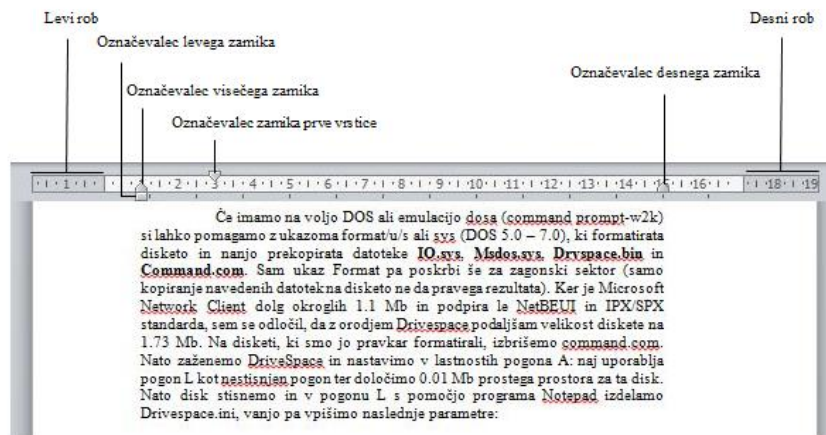 Levi rob
Desni rob
Označevalec levega zamika
Označevalec desnega zamika
Označevalec visečega zamika
Označevalec zamika prve vrstice
1 1 2 3 4 5 6 7 8 9 10 11 12 13 14 15 16 18 19
Če imamo na voljo DOS ali emulacijo dosa (command prompt-w2k)
si lahko pomagamo z ukazoma format/u/s ali sys (DOS 5.0 – 7.0), ki formatirata
disketo in nanjo prekopirata datoteke IO.sys, Msdos.sys, Drvspace.bin in
Command.com. Sam ukaz Format pa poskrbi še za zagonski sektor (samo
kopiranje navedenih datotek na disketo ne da pravega rezultata). Ker je Microsoft
Network Client dolg okroglih 1.1 Mb in podpira le NetBEUI in IPX/SPX
standarda, sem se odločil, da z orodjem Drivespace podaljšam velikost diskete na
1.73 Mb. Na disketi, ki smo jo pravkar formatirali, izbrišemo command.com.
Nato zaženemo DriveSpace in nastavimo v lastnostih pogona A: naj uporablja
pogon L kot nestisnjen pogon ter določimo 0.01 Mb prostega prostora za ta disk.
Nato disk stisnemo in v pogonu L s pomočjo programa Notepad izdelamo
Drivespace.ini, vanjo pa vpišimo naslednje parametre: